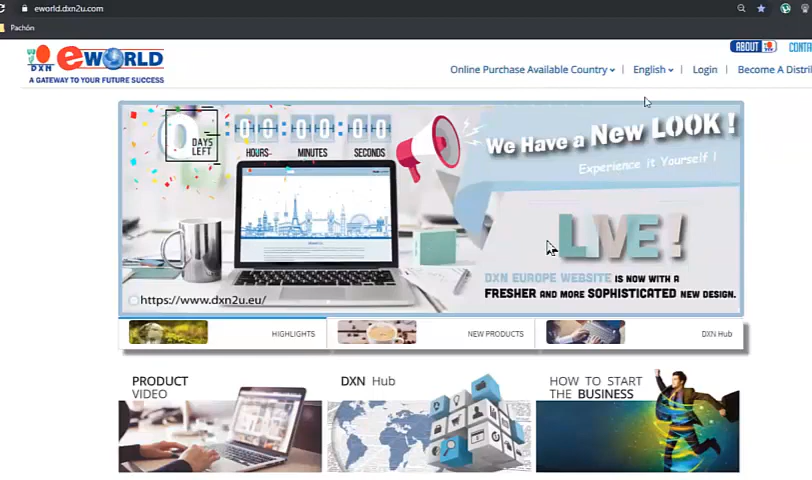 eworld.dxn2u.com
Pachón
DXN eWORLD
A GATEWAY TO YOUR FUTURE SUCCESS
ABOUT
Online Purchase Available Country | English | Login | Become A Distri
0 DAYS LEFT 00:00:00
HOURS MINUTES SECONDS
We Have a New LOOK !
Experience it Yourself !
LIVE !
DXN EUROPE WEBSITE IS NOW WITH A
FRESHER AND MORE SOPHISTICATED NEW DESIGN.
https://www.dxn2u.eu/
HIGHLIGHTS
NEW PRODUCTS
DXN Hub
PRODUCT
VIDEO
DXN Hub
HOW TO START
THE BUSINESS